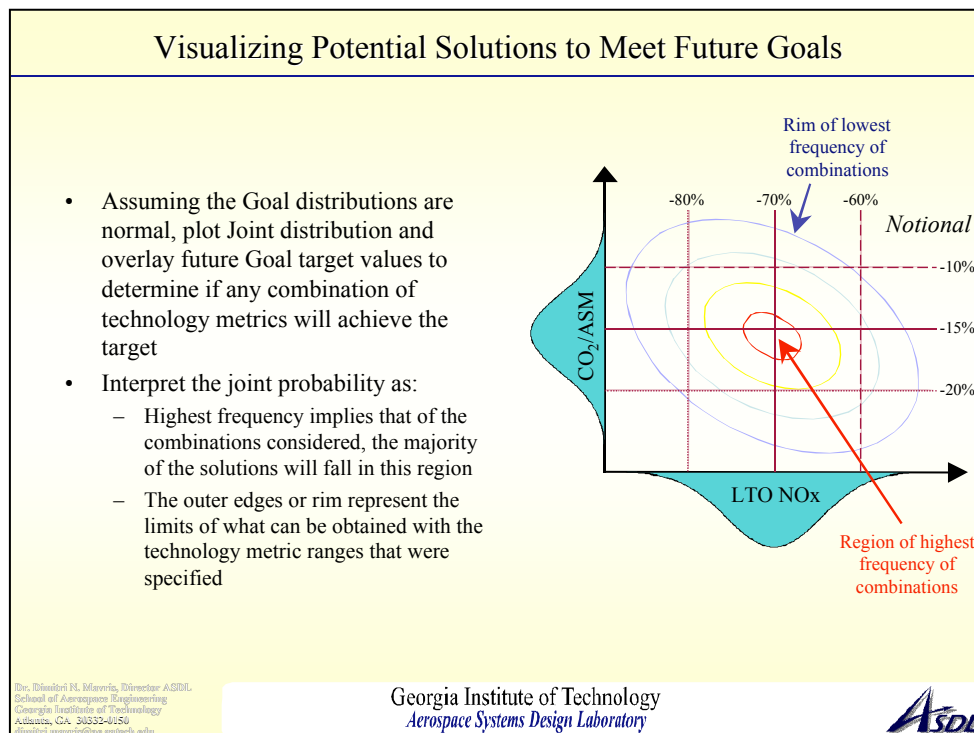 Visualizing Potential Solutions to Meet Future Goals
• Assuming the Goal distributions are
normal, plot Joint distribution and
overlay future Goal target values to
determine if any combination of
technology metrics will achieve the
target
• Interpret the joint probability as:
– Highest frequency implies that of the
combinations considered, the majority
of the solutions will fall in this region
– The outer edges or rim represent the
limits of what can be obtained with the
technology metric ranges that were
specified
Rim of lowest
frequency of
combinations
-80% -70% -60%
Notional
-10%
-15%
-20%
CO₂/ASM
LTO NOx
Region of highest
frequency of
combinations
Dr. Dimitri N. Mavris, Director ASDL
School of Aerospace Engineering
Georgia Institute of Technology
Atlanta, GA 30332-0150
Georgia Institute of Technology
Aerospace Systems Design Laboratory
ASDL